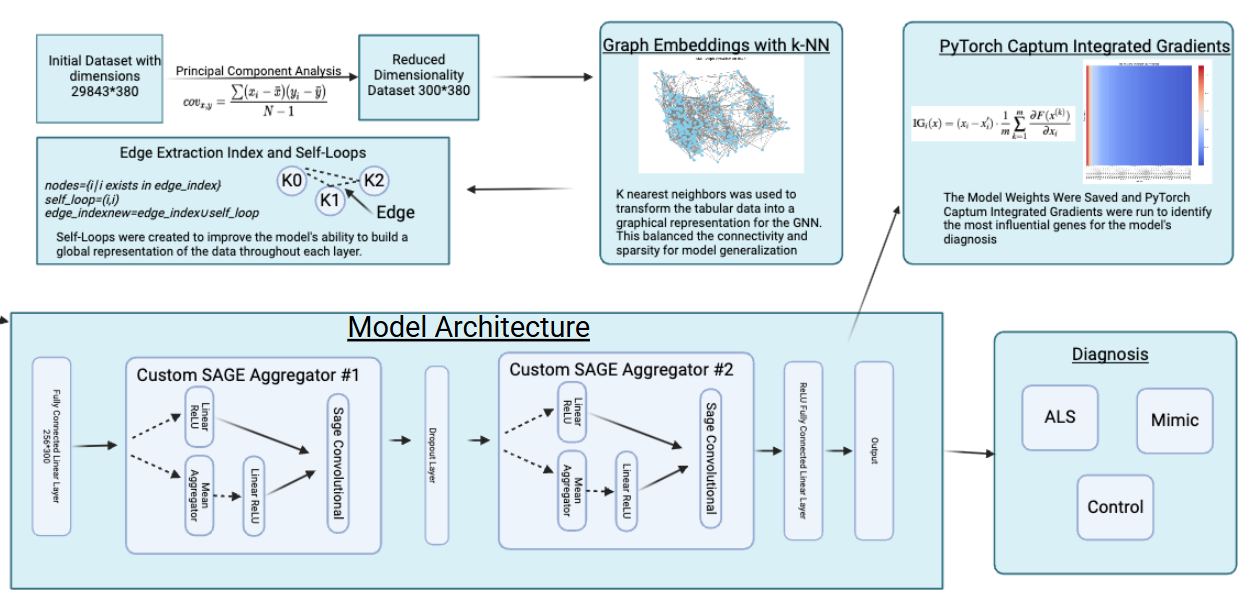 Initial Dataset with
dimensions
29843*380
Principal Component Analysis
cov_{x,y} = \frac{\sum(x_i - \bar{x})(y_i - \bar{y})}{N - 1}
Reduced
Dimensionality
Dataset 300*380
Graph Embeddings with k-NN
K nearest neighbors was used to
transform the tabular data into a
graphical representation for the GNN.
This balanced the connectivity and
sparsity for model generalization
PyTorch Captum Integrated Gradients
IG_i(x) = (x_i − x′_i) · \frac{1}{m} \sum_{k=1}^{m} \frac{∂F(x^{(k)})}{∂x_i}
The Model Weights Were Saved and PyTorch
Captum Integrated Gradients were run to identify
the most influential genes for the model's
diagnosis
Edge Extraction Index and Self-Loops
nodes={i|i exists in edge_index}
self_loop=(i,i)
edge_indexnew=edge_index∪self_loop
K0
K1
K2
Edge
Self-Loops were created to improve the model's ability to build a
global representation of the data throughout each layer.
Model Architecture
Fully Connected Linear Layer
256*300
Custom SAGE Aggregator #1
Linear
ReLU
Mean
Aggregator
Linear ReLU
Sage Convolutional
Dropout Layer
Custom SAGE Aggregator #2
Linear
ReLU
Mean
Aggregator
Linear ReLU
Sage Convolutional
ReLU Fully Connected Linear Layer
Output
Diagnosis
ALS
Mimic
Control